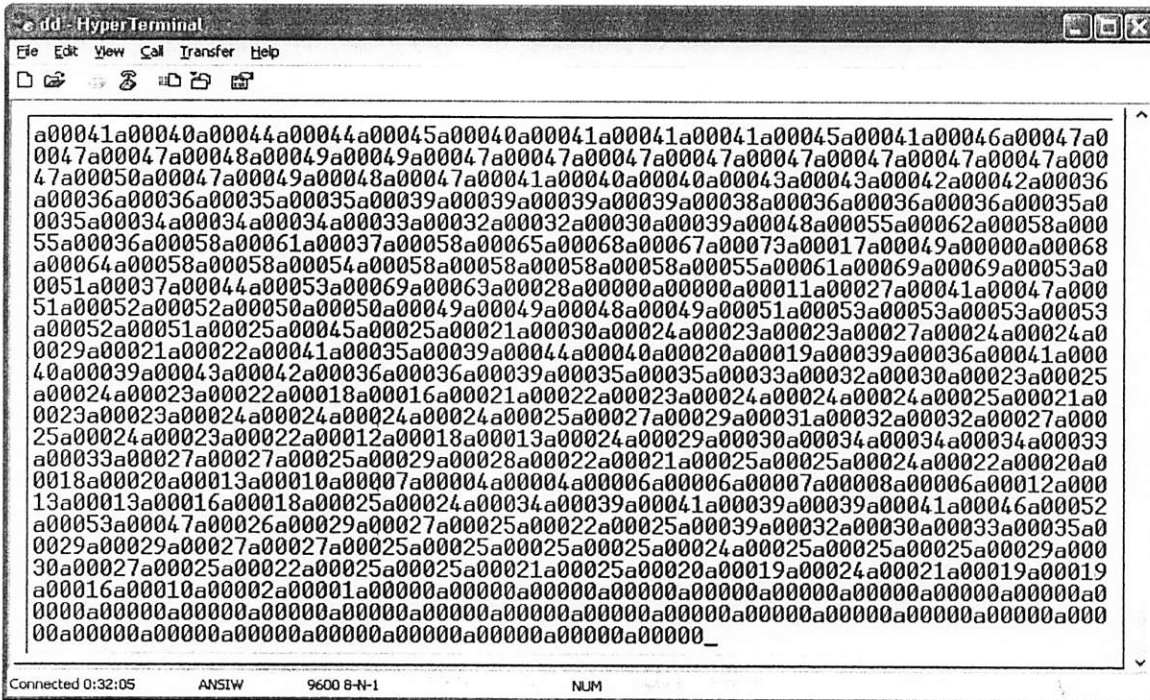 dd - HyperTerminal
File Edit View Call Transfer Help
a00041a00040a00044a00044a00045a00040a00041a00041a00041a00045a00041a00046a00047a0
0047a00047a00048a00049a00049a00047a00047a00047a00047a00047a00047a00047a00047a000
47a00050a00047a00049a00048a00047a00041a00040a00040a00043a00043a00042a00042a00036
a00036a00036a00035a00035a00039a00039a00039a00039a00038a00036a00036a00036a00035a0
0035a00034a00034a00034a00033a00032a00032a00030a00039a00048a00055a00062a00058a000
55a00036a00058a00061a00037a00058a00065a00068a00067a00073a00017a00049a00000a00068
a00064a00058a00058a00054a00058a00058a00058a00058a00055a00061a00069a00069a00053a0
0051a00037a00044a00053a00069a00063a00028a00000a00000a00011a00027a00041a00047a000
51a00052a00052a00050a00050a00049a00049a00048a00049a00051a00053a00053a00053a00053
a00052a00051a00025a00045a00025a00021a00030a00024a00023a00023a00027a00024a00024a0
0029a00021a00022a00041a00035a00039a00044a00040a00020a00019a00039a00036a00041a000
40a00039a00043a00042a00036a00036a00039a00035a00035a00033a00032a00030a00023a00025
a00024a00023a00022a00018a00016a00021a00022a00023a00024a00024a00024a00025a00021a0
0023a00023a00024a00024a00024a00024a00025a00027a00029a00031a00032a00032a00027a000
25a00024a00023a00022a00012a00018a00013a00024a00029a00030a00034a00034a00034a00033
a00033a00027a00027a00025a00029a00028a00022a00021a00025a00025a00024a00022a00020a0
0018a00020a00013a00010a00007a00004a00004a00006a00006a00007a00008a00006a00012a000
13a00013a00016a00018a00025a00024a00034a00039a00041a00039a00039a00041a00046a00052
a00053a00047a00026a00029a00027a00025a00022a00025a00039a00032a00030a00033a00035a0
0029a00029a00027a00027a00025a00025a00025a00025a00024a00025a00025a00025a00029a000
30a00027a00025a00022a00025a00025a00021a00025a00020a00019a00024a00021a00019a00019
a00016a00010a00002a00001a00000a00000a00000a00000a00000a00000a00000a00000a00000a0
0000a00000a00000a00000a00000a00000a00000a00000a00000a00000a00000a00000a00000a000
00a00000a00000a00000a00000a00000a00000a00000a00000_
Connected 0:32:05 ANSIW 9600 8-N-1 NUM